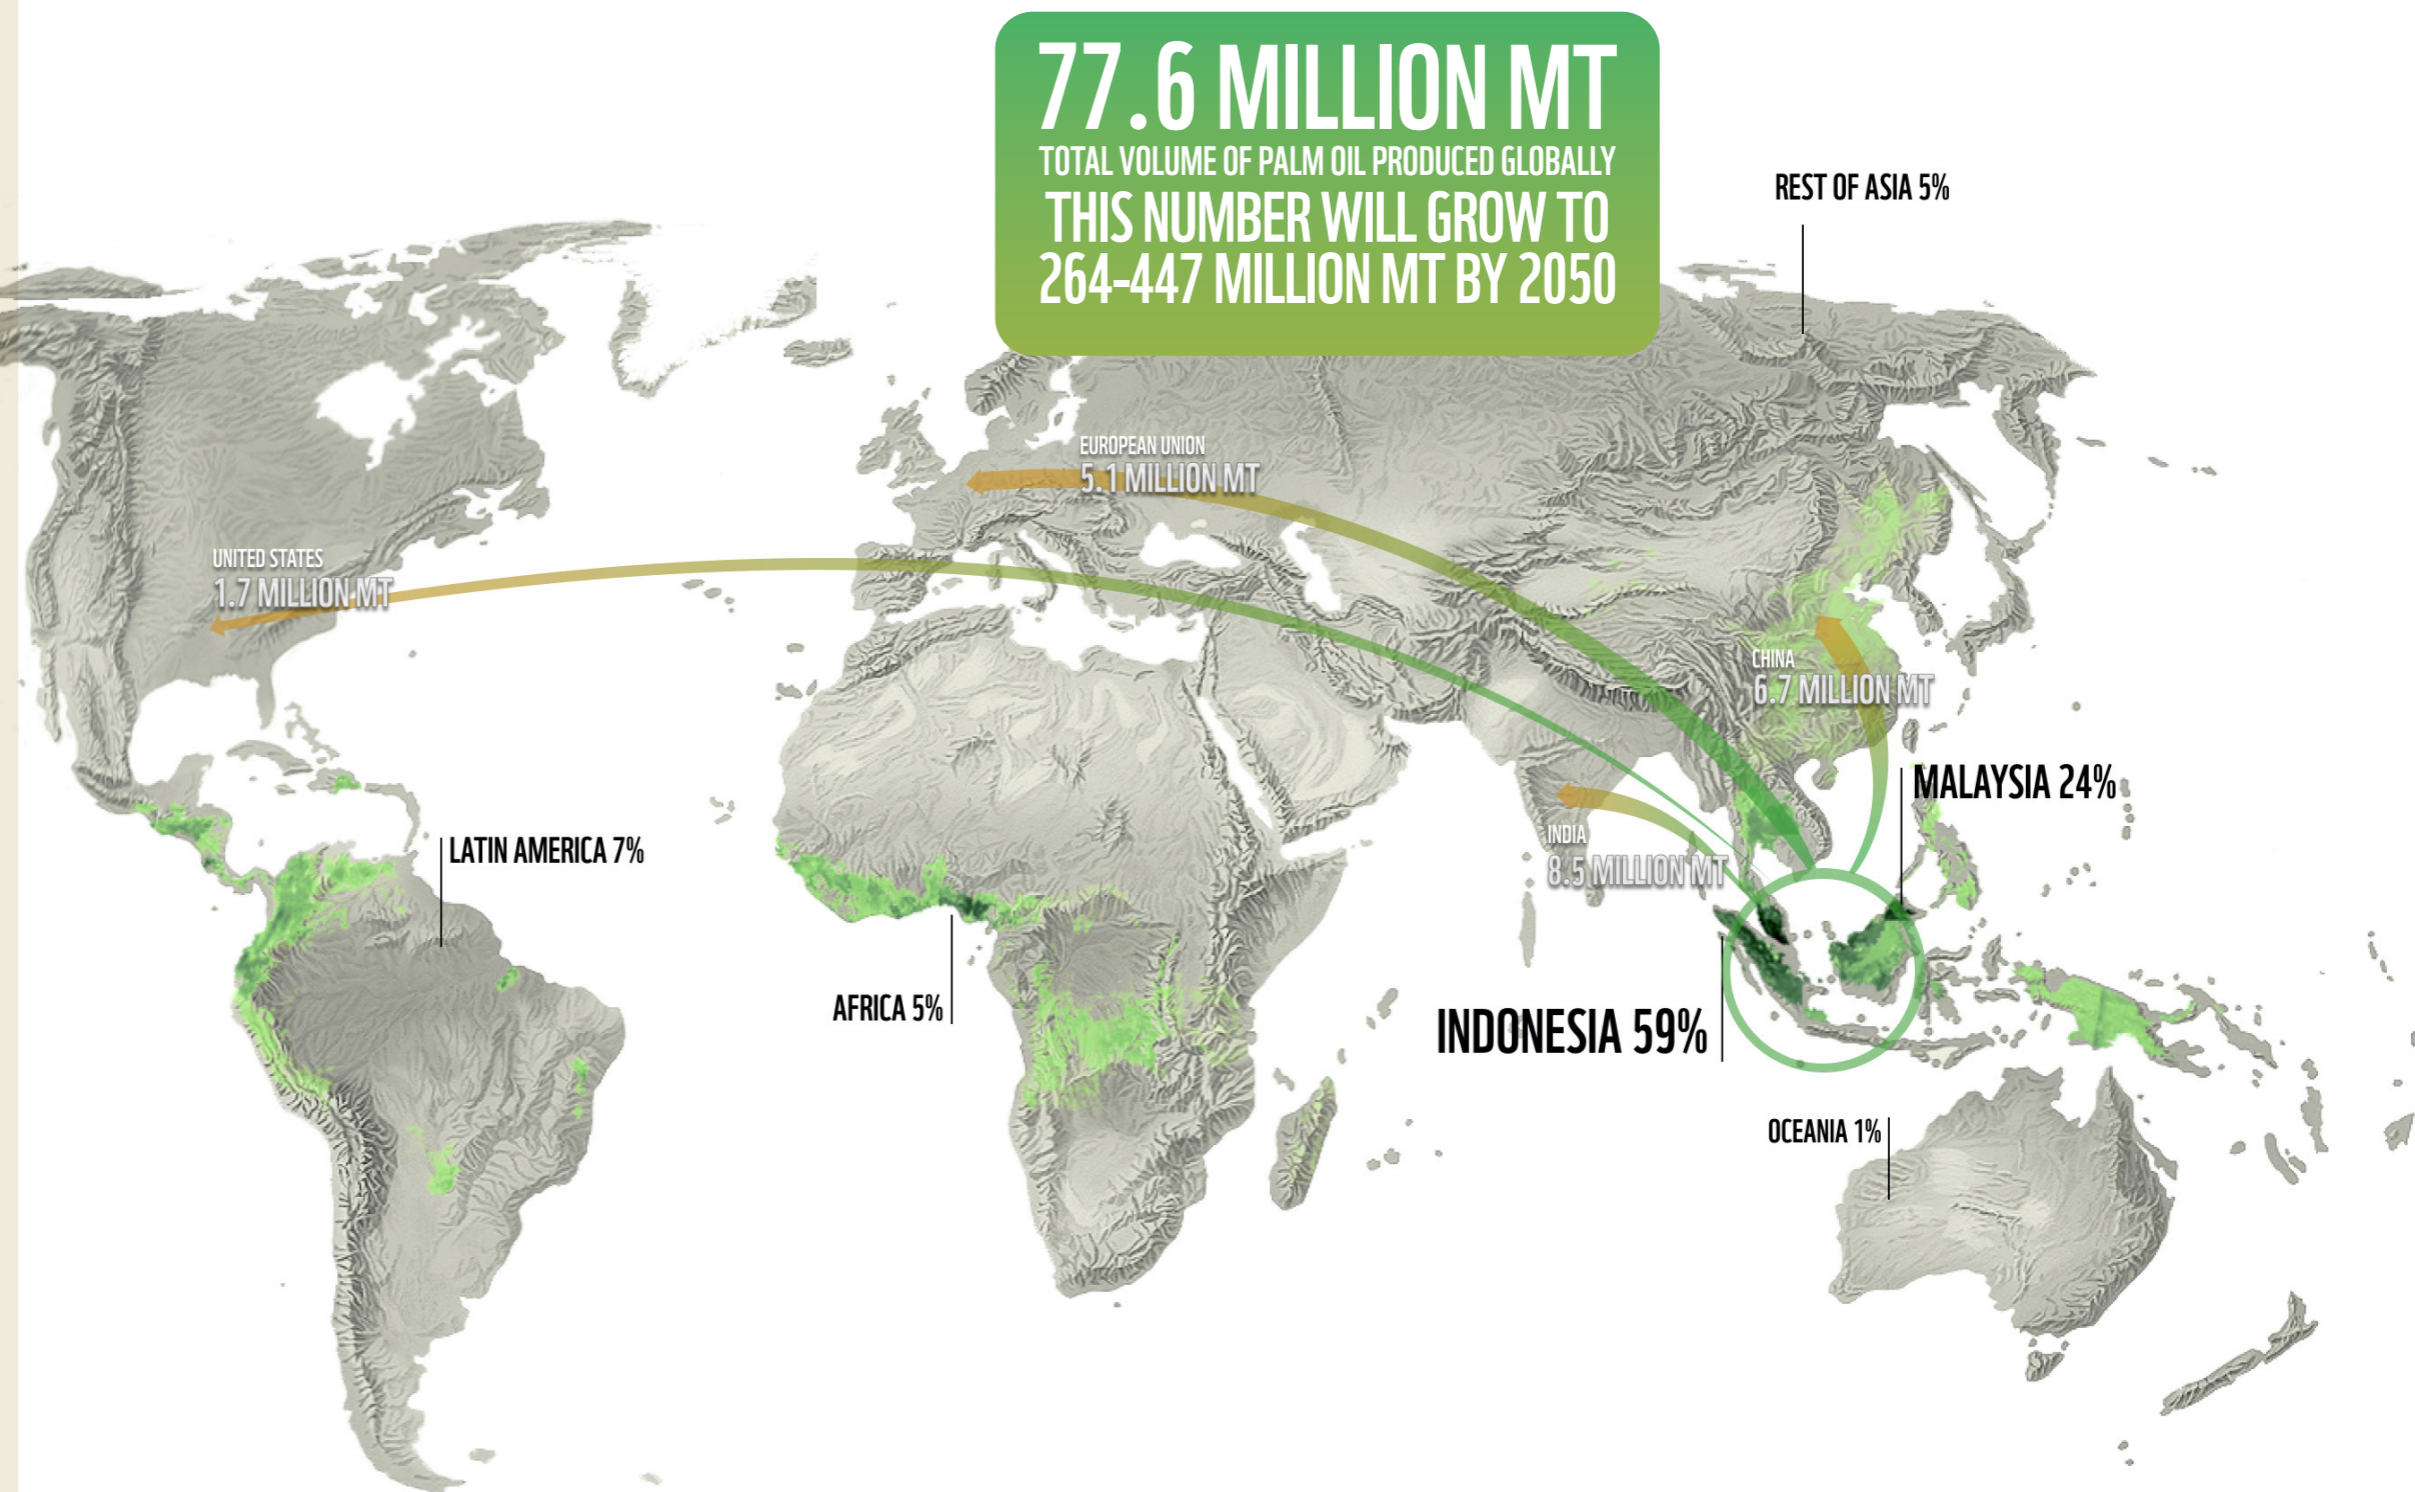 77.6 MILLION MT
TOTAL VOLUME OF PALM OIL PRODUCED GLOBALLY
THIS NUMBER WILL GROW TO
264-447 MILLION MT BY 2050
REST OF ASIA 5%
EUROPEAN UNION
5.1 MILLION MT
UNITED STATES
1.7 MILLION MT
CHINA
6.7 MILLION MT
MALAYSIA 24%
INDIA
8.5 MILLION MT
LATIN AMERICA 7%
AFRICA 5%
INDONESIA 59%
OCEANIA 1%